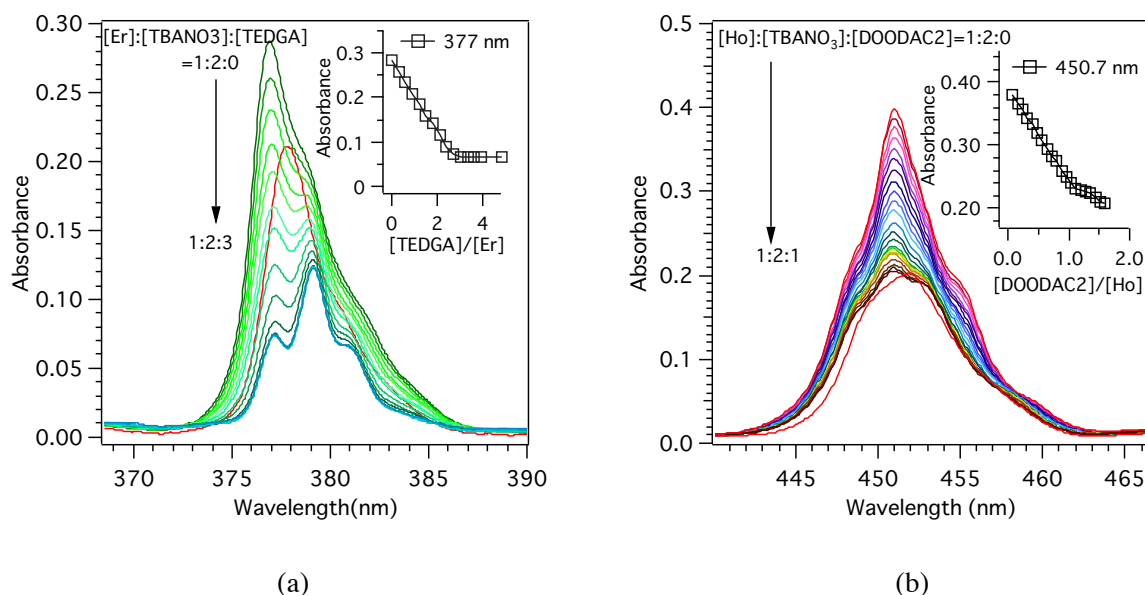 [Er]:[TBANO3]:[TEDGA]
=1:2:0
1:2:3
377 nm
Absorbance
0.3
0.2
0.1
0
0
2
4
[TEDGA]/[Er]
Absorbance
0.30
0.25
0.20
0.15
0.10
0.05
0.00
370
375
380
385
390
Wavelength(nm)
(a)
[Ho]:[TBANO₃]:[DOODAC2]=1:2:0
1:2:1
450.7 nm
Absorbance
0.40
0.30
0.20
0.0
1.0
2.0
[DOODAC2]/[Ho]
Absorbance
0.5
0.4
0.3
0.2
0.1
0.0
445
450
455
460
465
Wavelength (nm)
(b)